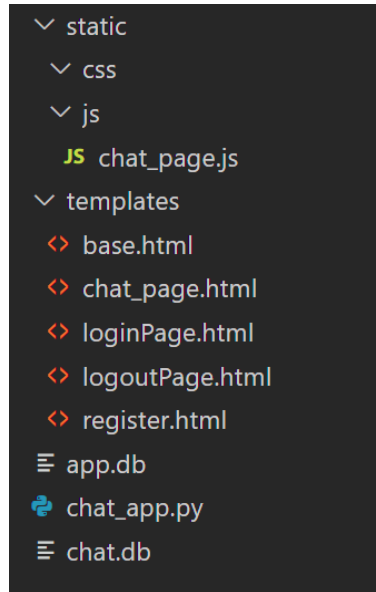 static
css
js
JS chat_page.js
templates
<> base.html
<> chat_page.html
<> loginPage.html
<> logoutPage.html
<> register.html
app.db
chat_app.py
chat.db